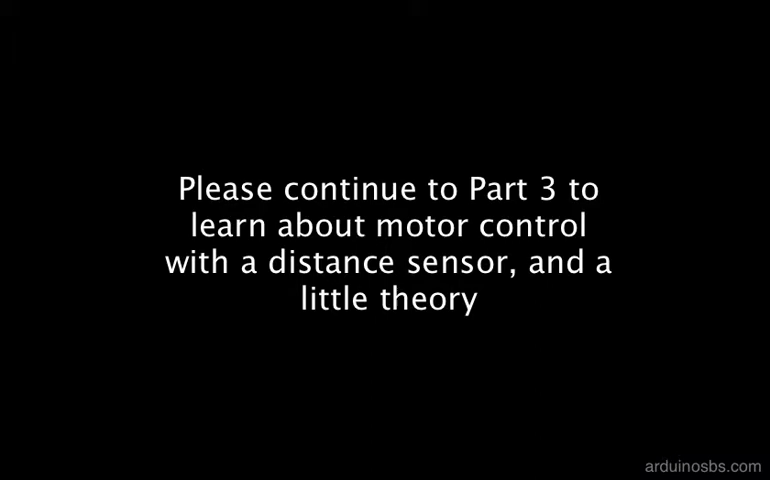 Please continue to Part 3 to
learn about motor control
with a distance sensor, and a
little theory
arduinosbs.com